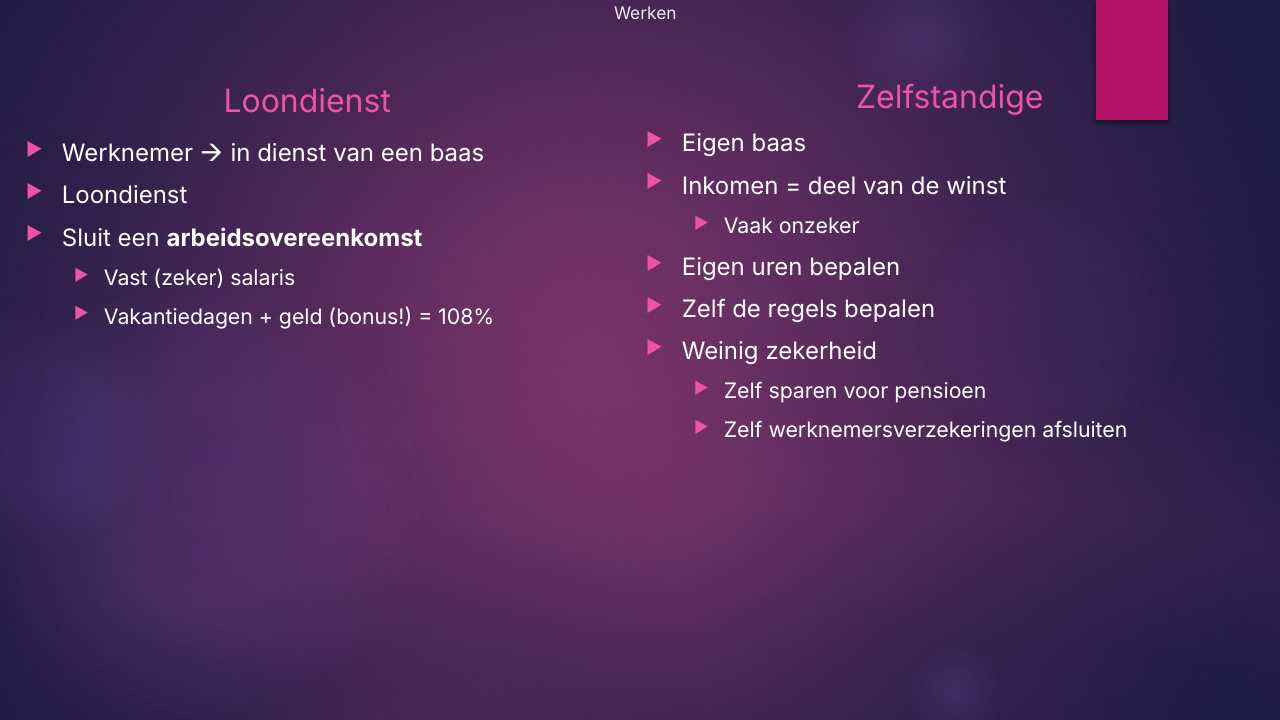 Werken
Loondienst
Werknemer → in dienst van een baas
Loondienst
Sluit een arbeidsovereenkomst
Vast (zeker) salaris
Vakantiedagen + geld (bonus!) = 108%
Zelfstandige
Eigen baas
Inkomen = deel van de winst
Vaak onzeker
Eigen uren bepalen
Zelf de regels bepalen
Weinig zekerheid
Zelf sparen voor pensioen
Zelf werknemersverzekeringen afsluiten